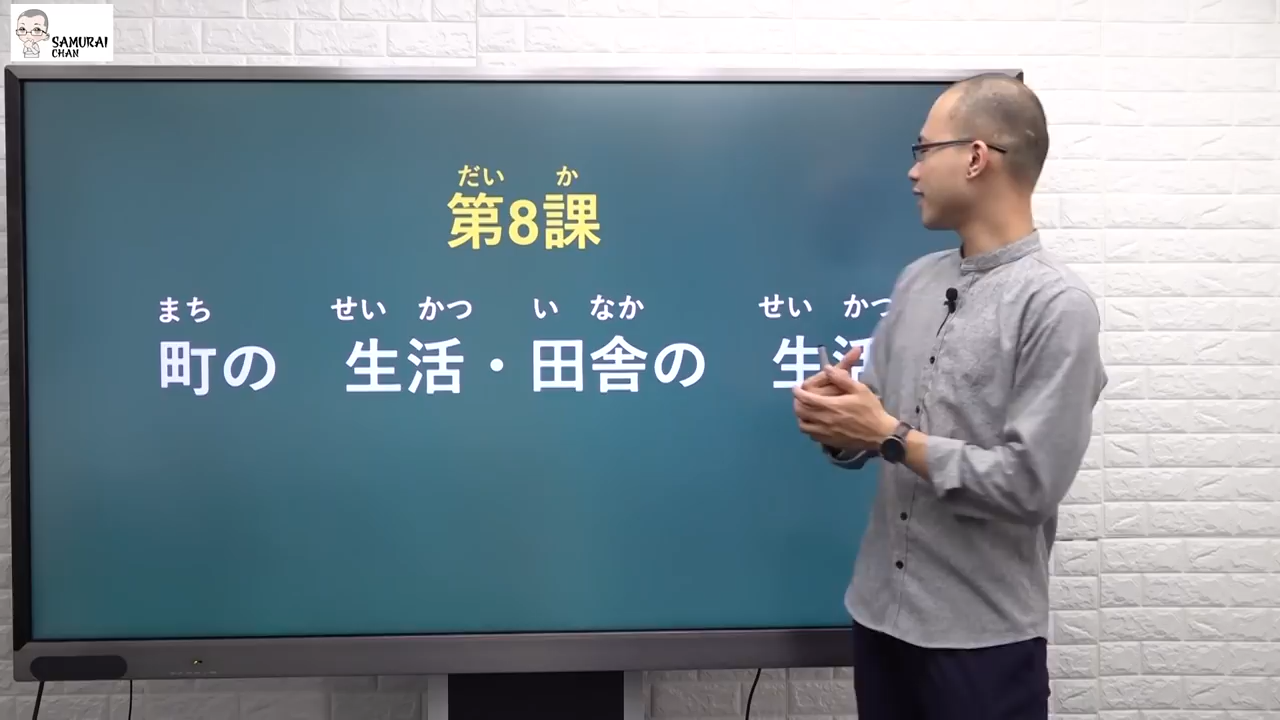 SAMURAI
CHAN
だい か
第8課
まち せい かつ い なか せい かつ
町の 生活・田舎の 生活